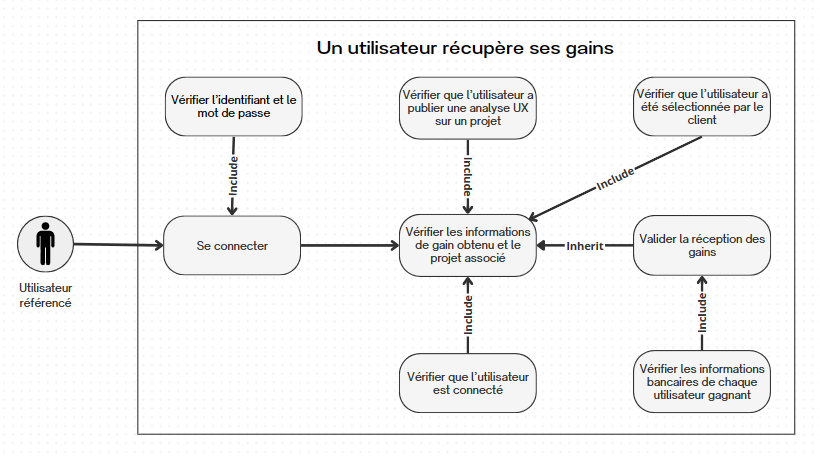 Un utilisateur récupère ses gains
Vérifier l'identifiant et le
mot de passe
Vérifier que l'utilisateur a
publier une analyse UX
sur un projet
Vérifier que l'utilisateur a
été sélectionnée par le
client
Include
Include
Include
Utilisateur
référencé
Se connecter
Vérifier les informations
de gain obtenu et le
projet associé
Inherit
Valider la réception des
gains
Include
Include
Vérifier que l'utilisateur
est connecté
Vérifier les informations
bancaires de chaque
utilisateur gagnant